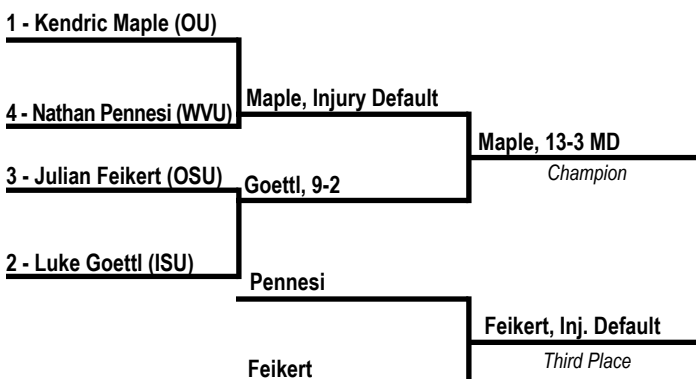 1 - Kendric Maple (OU)
4 - Nathan Pennesi (WVU)
Maple, Injury Default
Maple, 13-3 MD
Champion
3 - Julian Feikert (OSU)
Goettl, 9-2
2 - Luke Goettl (ISU)
Pennesi
Feikert, Inj. Default
Third Place
Feikert